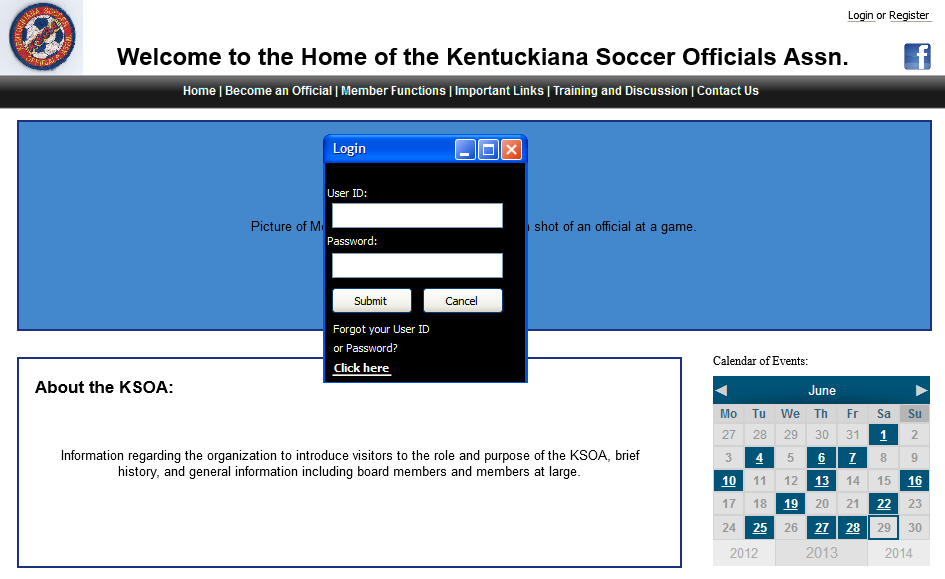 KENTUCKIANA SOCCER
OFFICIALS ASSN.
Login or Register
Welcome to the Home of the Kentuckiana Soccer Officials Assn.
f
Home | Become an Official | Member Functions | Important Links | Training and Discussion | Contact Us
Login
User ID:
Picture of M
shot of an official at a game.
Password:
Submit Cancel
Forgot your User ID
or Password?
Click here
About the KSOA:
Information regarding the organization to introduce visitors to the role and purpose of the KSOA, brief
history, and general information including board members and members at large.
Calendar of Events:
June
Mo Tu We Th Fr Sa Su
27 28 29 30 31 1 2
3 4 5 6 7 8 9
10 11 12 13 14 15 16
17 18 19 20 21 22 23
24 25 26 27 28 29 30
2012 2013 2014